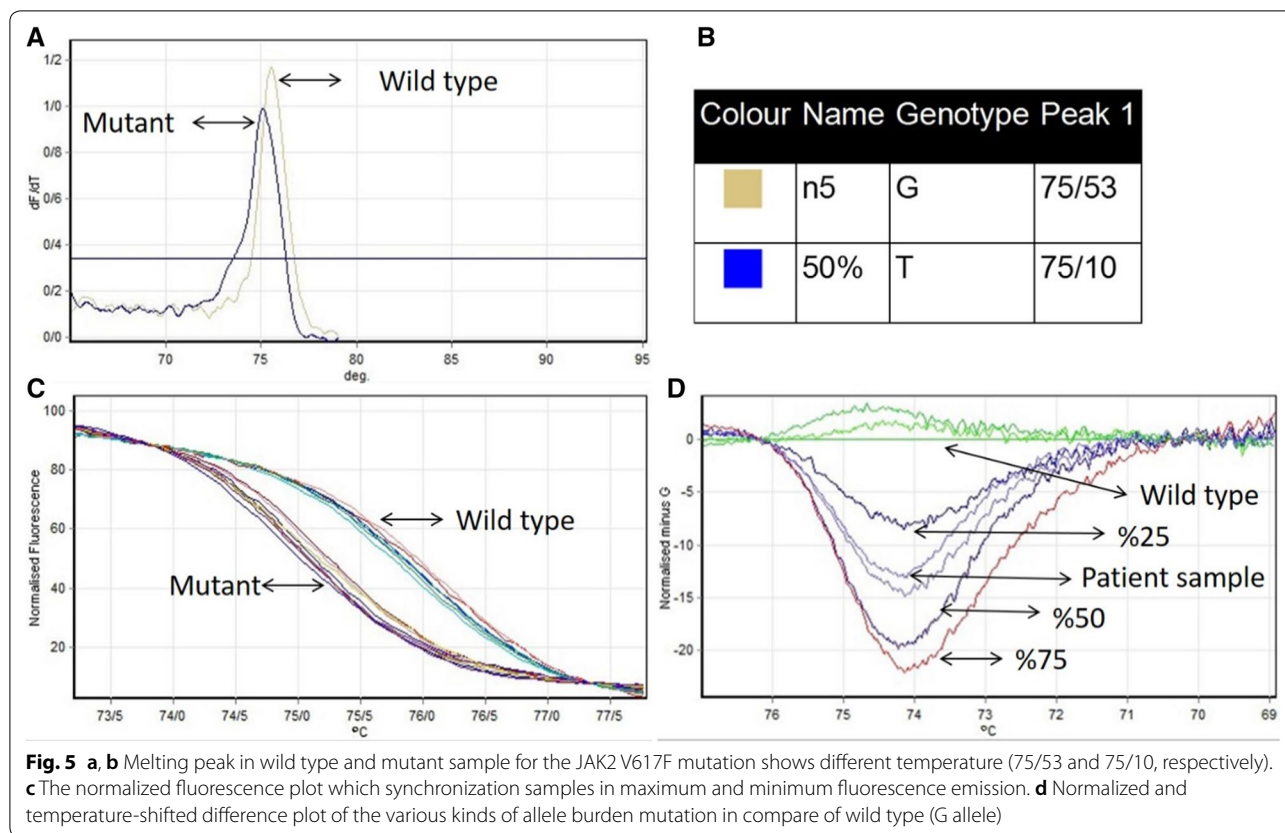 A
1/2
1/0
0/8
0/6
0/4
0/2
0/0
dF/dT
Wild type
Mutant
70 75 80 85 90 95
deg.
B
Colour Name Genotype Peak 1
n5 G 75/53
50% T 75/10
C
100
80
60
40
20
Normalised Fluorescence
Wild type
Mutant
73/5 74/0 74/5 75/0 75/5 76/0 76/5 77/0 77/5
°C
D
0
-5
-10
-15
-20
Normalised minus G
Wild type
%25
Patient sample
%50
%75
76 75 74 73 72 71 70 69
°C
Fig. 5 a, b Melting peak in wild type and mutant sample for the JAK2 V617F mutation shows different temperature (75/53 and 75/10, respectively).
c The normalized fluorescence plot which synchronization samples in maximum and minimum fluorescence emission. d Normalized and
temperature-shifted difference plot of the various kinds of allele burden mutation in compare of wild type (G allele)